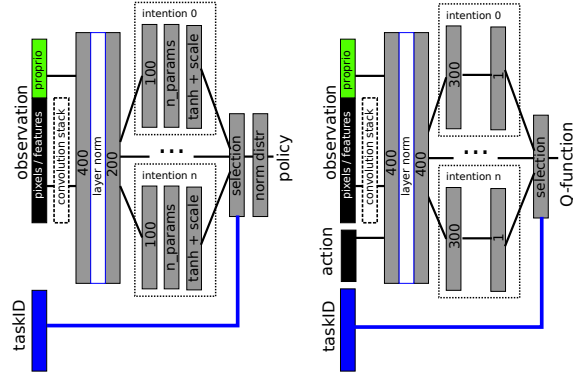 observation
pixels / features
proprio
convolution stack
400
layer norm
200
intention 0
100
n_params
tanh + scale
...
intention n
100
n_params
tanh + scale
taskID
selection
norm distr
policy
observation
pixels / features
proprio
convolution stack
action
400
layer norm
400
intention 0
300
1
...
intention n
300
1
taskID
selection
Q-function